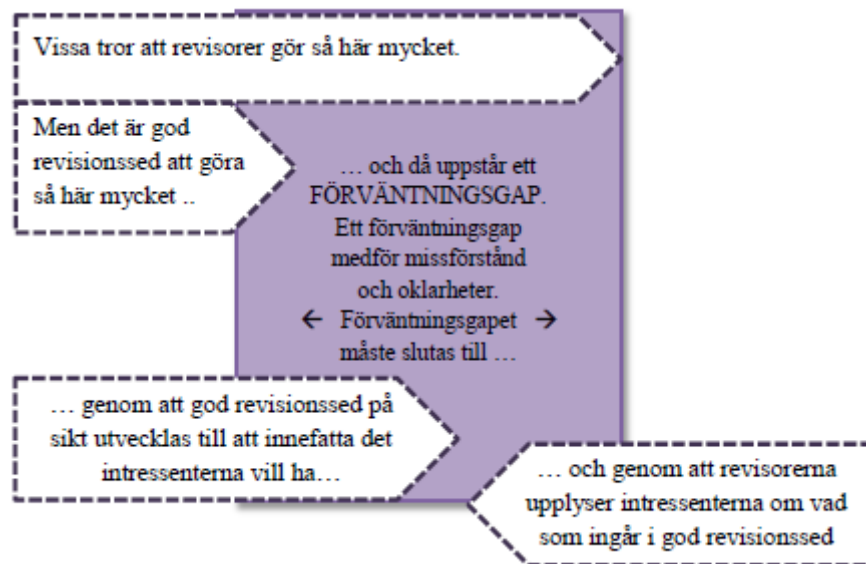 Vissa tror att revisorer gör så här mycket.
Men det är god
revisionssed att göra
så här mycket ..
… och då uppstår ett
FÖRVÄNTNINGSGAP.
Ett förväntningsgap
medför missförstånd
och oklarheter.
← Förväntningsgapet →
måste slutas till …
… genom att god revisionssed på
sikt utvecklas till att innefatta det
intressenterna vill ha…
… och genom att revisorerna
upplyser intressenterna om vad
som ingår i god revisionssed